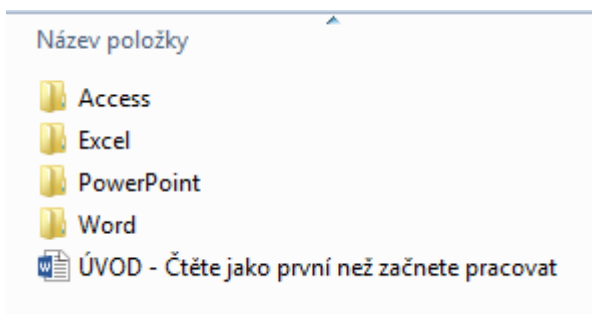 Název položky
Access
Excel
PowerPoint
Word
ÚVOD - Čtěte jako první než začnete pracovat